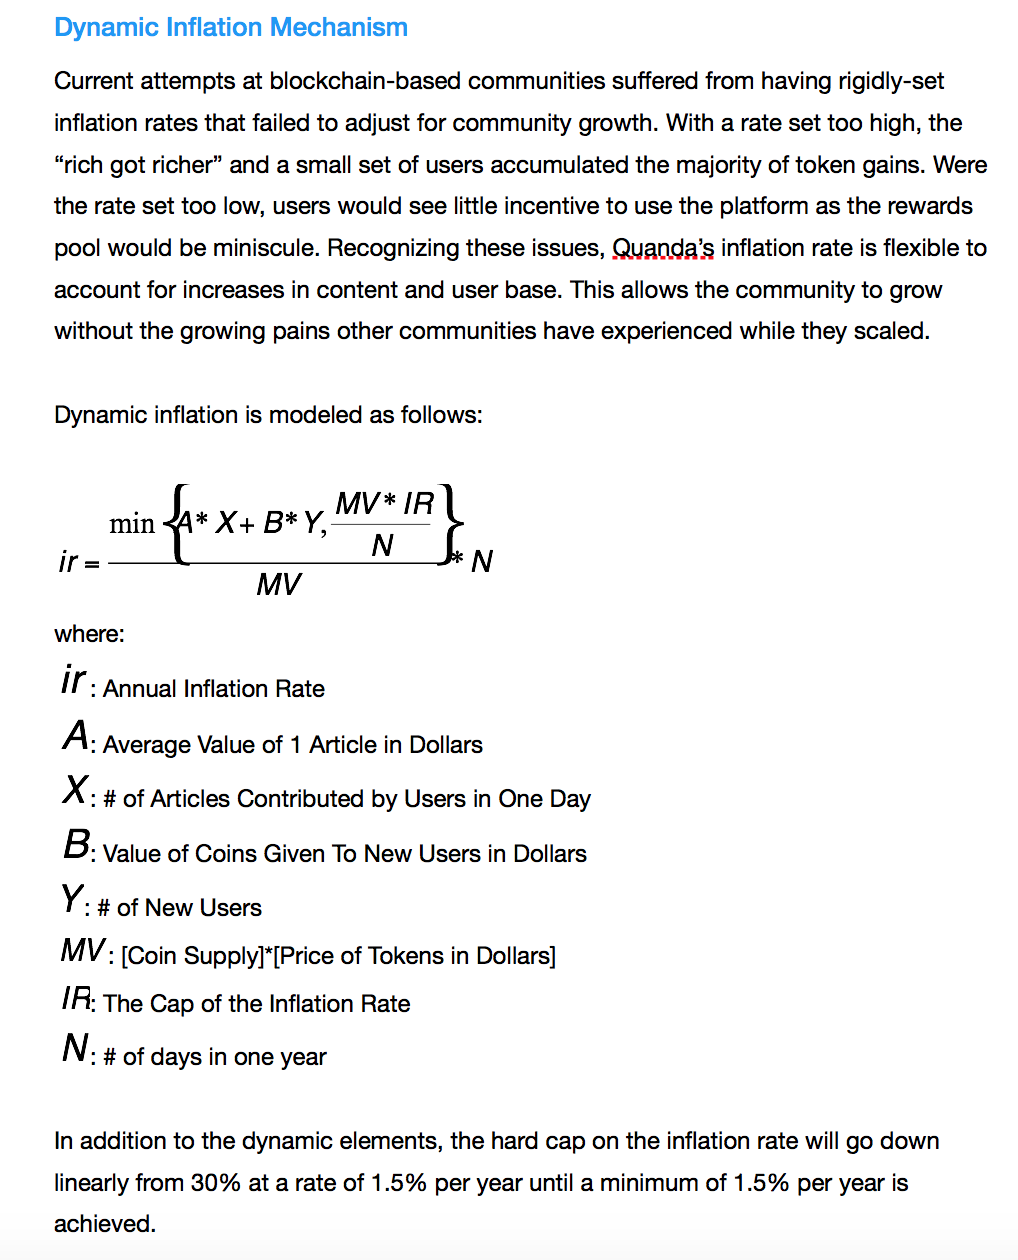 Dynamic Inflation Mechanism
Current attempts at blockchain-based communities suffered from having rigidly-set
inflation rates that failed to adjust for community growth. With a rate set too high, the
“rich got richer” and a small set of users accumulated the majority of token gains. Were
the rate set too low, users would see little incentive to use the platform as the rewards
pool would be miniscule. Recognizing these issues, Quanda’s inflation rate is flexible to
account for increases in content and user base. This allows the community to grow
without the growing pains other communities have experienced while they scaled.
Dynamic inflation is modeled as follows:
ir = min {A* X+ B* Y, MV* IR / N} / MV * N
where:
ir: Annual Inflation Rate
A: Average Value of 1 Article in Dollars
X: # of Articles Contributed by Users in One Day
B: Value of Coins Given To New Users in Dollars
Y: # of New Users
MV: [Coin Supply]*[Price of Tokens in Dollars]
IR: The Cap of the Inflation Rate
N: # of days in one year
In addition to the dynamic elements, the hard cap on the inflation rate will go down
linearly from 30% at a rate of 1.5% per year until a minimum of 1.5% per year is
achieved.